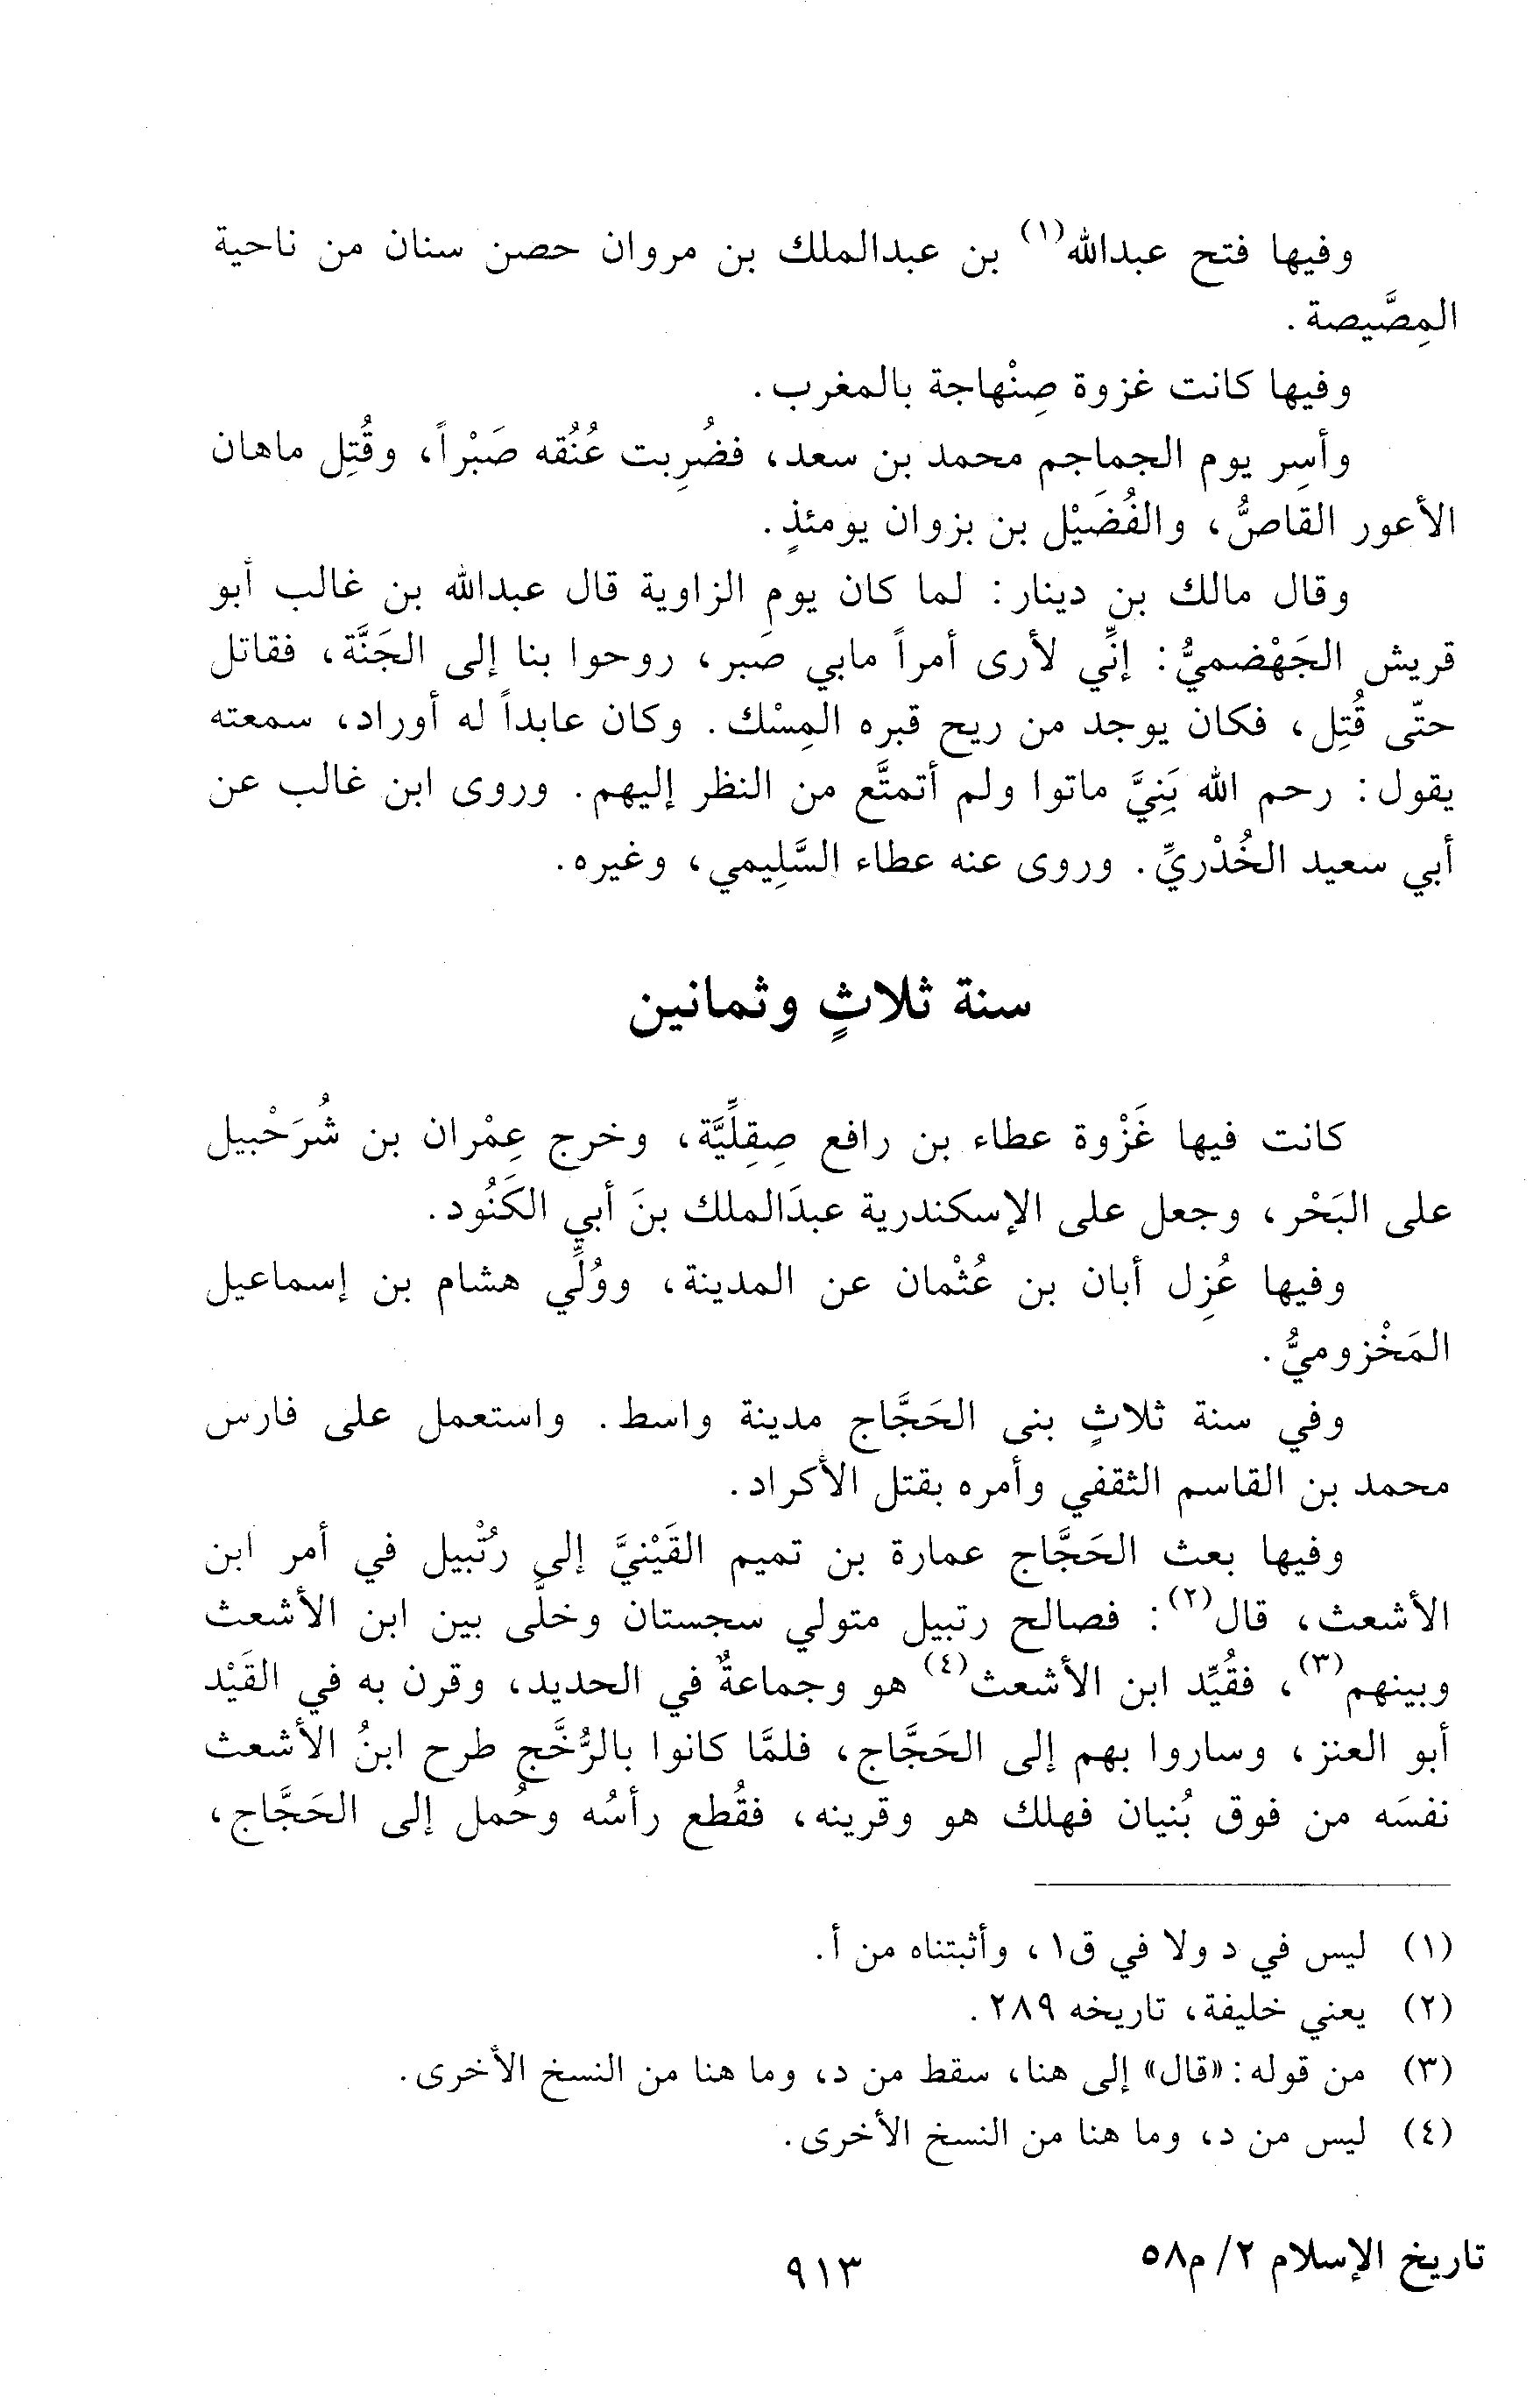 وفيها فتح عبدالله(١) بن عبدالملك بن مروان حصن سنان من ناحية
المِصَّيصة.
وفيها كانت غزوة صِنْهاجة بالمغرب.
وأسِر يوم الجماجم محمد بن سعد، فضُرِبت عُنُقه صَبْراً، وقُتِل ماهان
الأعور القاصُّ، والفُضَيْل بن بزوان يومئذٍ.
وقال مالك بن دينار: لما كان يوم الزاوية قال عبدالله بن غالب أبو
قريش الجَهْضميُّ: إنِّي لأرى أمراً مابي صَبر، روحوا بنا إلى الجَنَّة، فقاتل
حتّى قُتِل، فكان يوجد من ريح قبره المِسْك. وكان عابداً له أوراد، سمعته
يقول: رحم الله بَنِيَّ ماتوا ولم أتمتَّع من النظر إليهم. وروى ابن غالب عن
أبي سعيد الخُدْريِّ. وروى عنه عطاء السَّلِيمي، وغيره.
سنة ثلاثٍ وثمانين
كانت فيها غَزْوة عطاء بن رافع صِقِلِّيَّة، وخرج عِمْران بن شُرَحْبيل
على البَحْر، وجعل على الإسكندرية عبدَالملك بنَ أبي الكَنُود.
وفيها عُزِل أبان بن عُثْمان عن المدينة، ووُلِّي هشام بن إسماعيل
المَخْزوميُّ.
وفي سنة ثلاثٍ بنى الحَجَّاج مدينة واسط. واستعمل على فارس
محمد بن القاسم الثقفي وأمره بقتل الأكراد.
وفيها بعث الحَجَّاج عمارة بن تميم القَيْنيَّ إلى رُتْبيل في أمر ابن
الأشعث، قال(٢): فصالح رتبيل متولي سجستان وخلَّى بين ابن الأشعث
وبينهم(٣)، فقُيِّد ابن الأشعث(٤) هو وجماعةٌ في الحديد، وقرن به في القَيْد
أبو العنز، وساروا بهم إلى الحَجَّاج، فلمَّا كانوا بالرُّخَّج طرح ابنُ الأشعث
نفسَه من فوق بُنيان فهلك هو وقرينه، فقُطع رأسُه وحُمل إلى الحَجَّاج،
(١) ليس في د ولا في ق١، وأثبتناه من أ.
(٢) يعني خليفة، تاريخه ٢٨٩.
(٣) من قوله: «قال» إلى هنا، سقط من د، وما هنا من النسخ الأخرى.
(٤) ليس من د، وما هنا من النسخ الأخرى.
تاريخ الإسلام ٢/ م٥٨
٩١٣